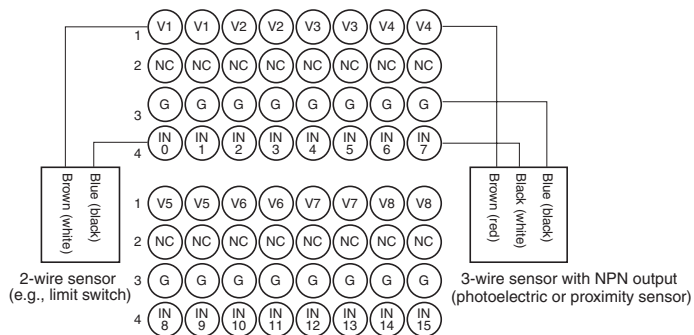 1 V1 V1 V2 V2 V3 V3 V4 V4
2 NC NC NC NC NC NC NC NC
3 G G G G G G G G
4 IN 0 IN 1 IN 2 IN 3 IN 4 IN 5 IN 6 IN 7
Brown (white)
Blue (black)
2-wire sensor
(e.g., limit switch)
Brown (red)
Black (white)
Blue (black)
3-wire sensor with NPN output
(photoelectric or proximity sensor)
1 V5 V5 V6 V6 V7 V7 V8 V8
2 NC NC NC NC NC NC NC NC
3 G G G G G G G G
4 IN 8 IN 9 IN 10 IN 11 IN 12 IN 13 IN 14 IN 15